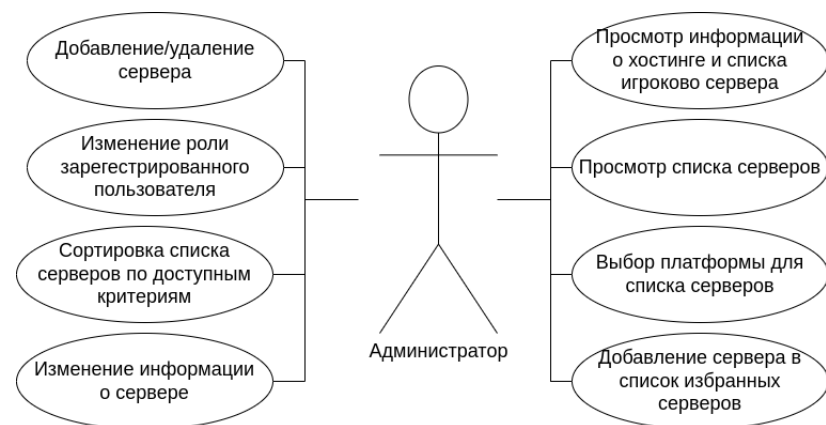 Добавление/удаление
сервера
Изменение роли
зарегестрированного
пользователя
Сортировка списка
серверов по доступным
критериям
Изменение информации
о сервере
Администратор
Просмотр информации
о хостинге и списка
игроково сервера
Просмотр списка серверов
Выбор платформы для
списка серверов
Добавление сервера в
список избранных
серверов